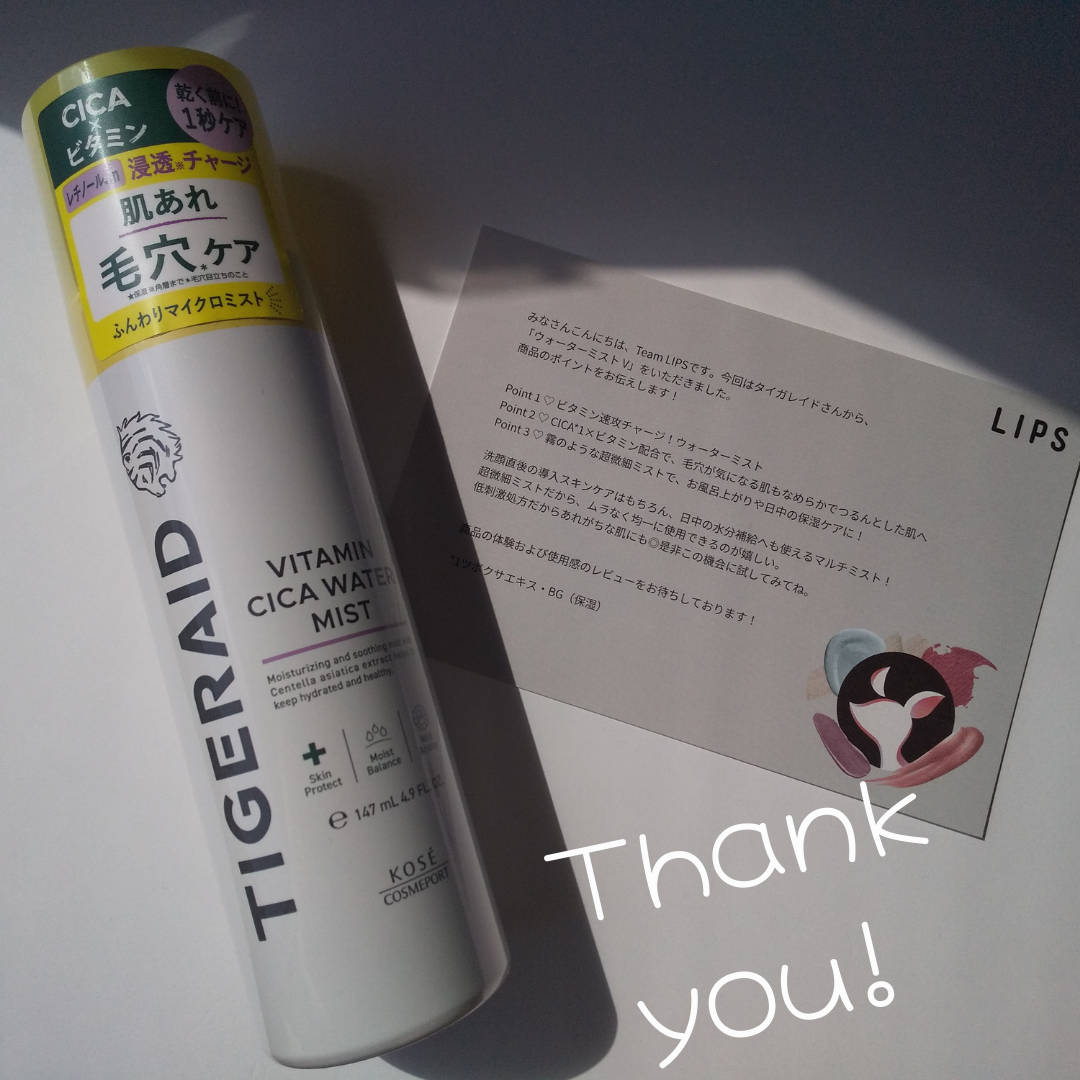 CICA
×
ビタミン
乾く前に!
1秒ケア
レチノール
浸透※チャージ
肌あれ
毛穴*ケア
★保湿 ※角層まで *毛穴目立ちのこと
ふんわりマイクロミスト
TIGERAID
VITAMIN
CICA WATER
MIST
Moisturizing and soothing mist with
Centella asiatica extract
keep hydrated and healthy.
Skin
Protect
Moist
Balance
℮ 147 mL 4.9 FL. OZ.
KOSÉ
COSMEPORT
LIPS
みなさんこんにちは、Team LIPSです。今回はタイガレイドさんから、
「ウォーターミスト V」をいただきました。
商品のポイントをお伝えします!
Point 1 ♡ ビタミン速攻チャージ!ウォーターミスト
Point 2 ♡ CICA*1×ビタミン配合で、毛穴が気になる肌もなめらかでつるんとした肌へ
Point 3 ♡ 霧のような超微細ミストで、お風呂上がりや日中の保湿ケアに!
洗顔直後の導入スキンケアはもちろん、日中の水分補給へも使えるマルチミスト!
超微細ミストだから、ムラなく均一に使用できるのが嬉しい。
低刺激処方だからあれがちな肌にも◎是非この機会に試してみてね。
商品の体験および使用感のレビューをお待ちしております!
*1ツボクサエキス・BG(保湿)
Thank
you!